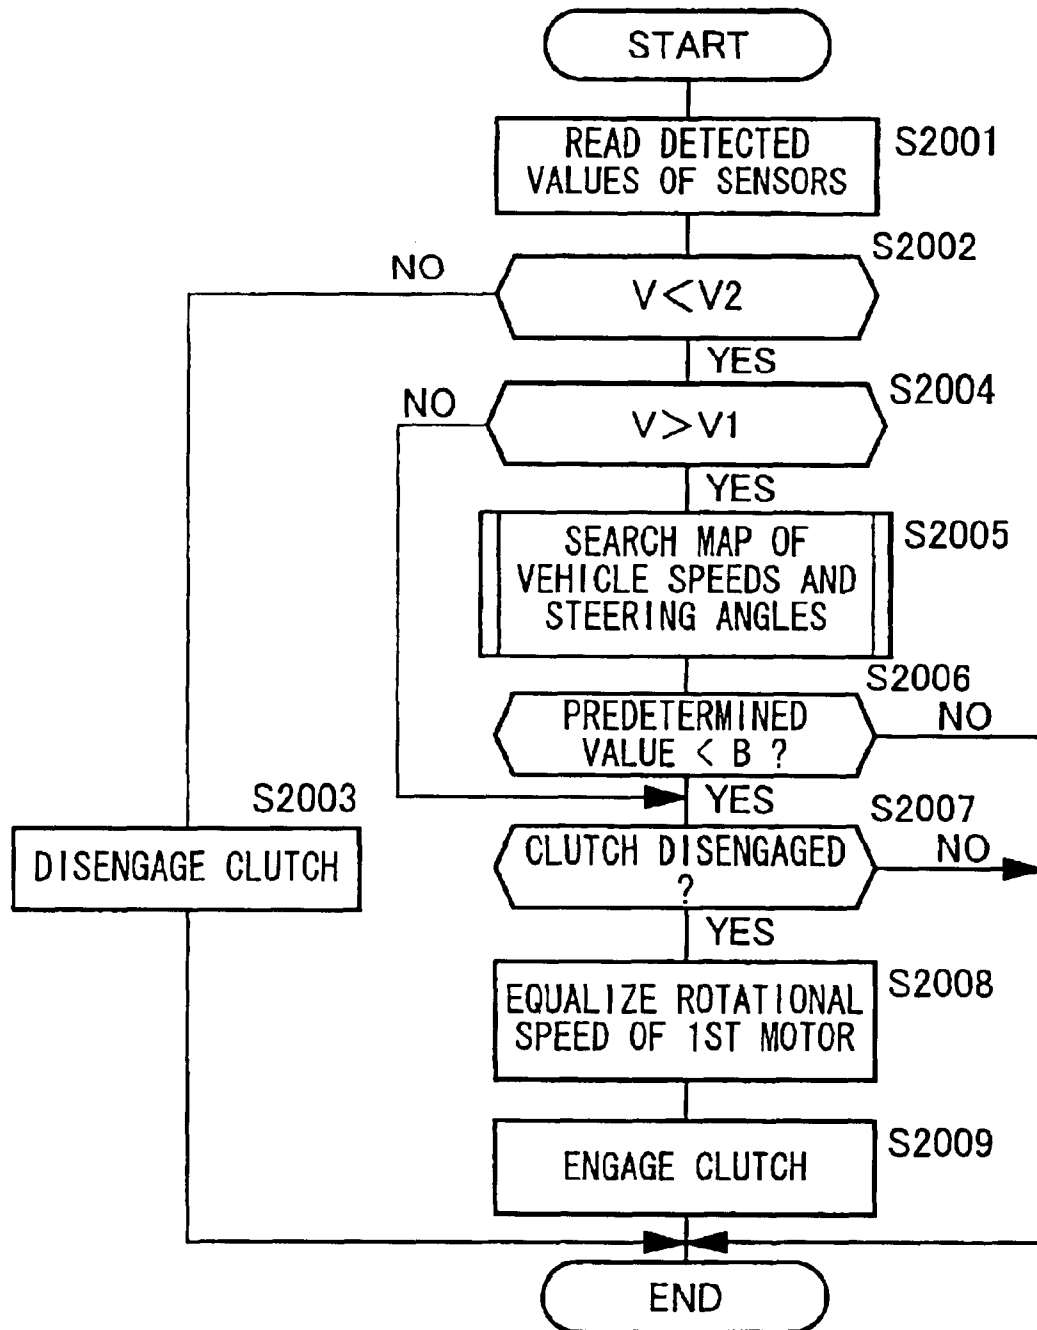 START
READ DETECTED
VALUES OF SENSORS
S2001
S2002
NO
V<V2
YES
S2004
NO
V>V1
YES
SEARCH MAP OF
VEHICLE SPEEDS AND
STEERING ANGLES
S2005
S2006
PREDETERMINED
VALUE < B ?
NO
YES
S2003
S2007
DISENGAGE CLUTCH
CLUTCH DISENGAGED
?
NO
YES
EQUALIZE ROTATIONAL
SPEED OF 1ST MOTOR
S2008
ENGAGE CLUTCH
S2009
END